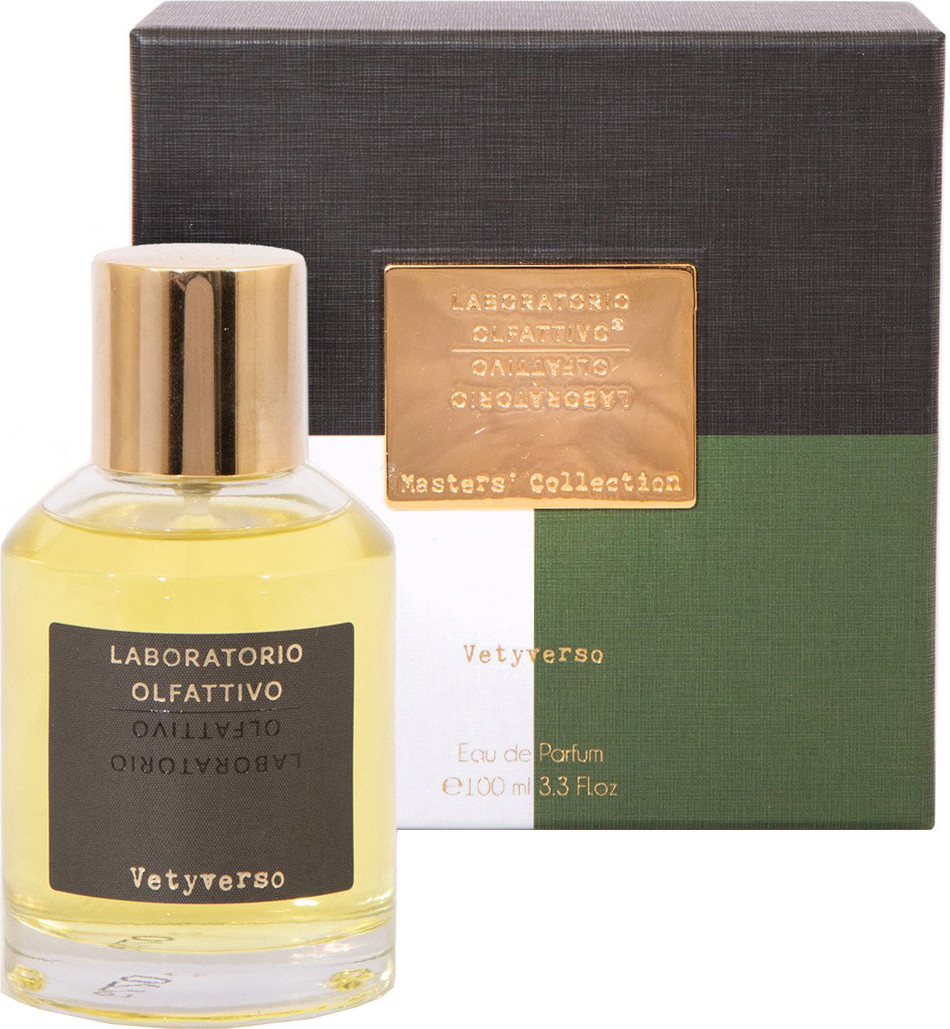 LABORATORIO
OLFATTIVO®
OLFATTIVO
LABORATORIO
Masters' Collection
Vetyverso
Eau de Parfum
℮100 ml 3.3 Fl.oz
LABORATORIO
OLFATTIVO
OLFATTIVO
LABORATORIO
Vetyverso